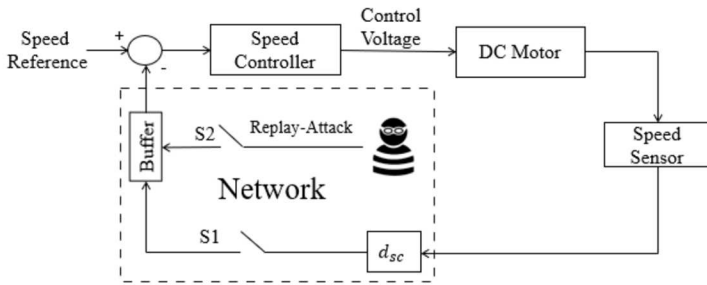 Speed
Reference
+
-
Speed
Controller
Control
Voltage
DC Motor
Speed
Sensor
Buffer
S2
Replay-Attack
Network
S1
d_sc